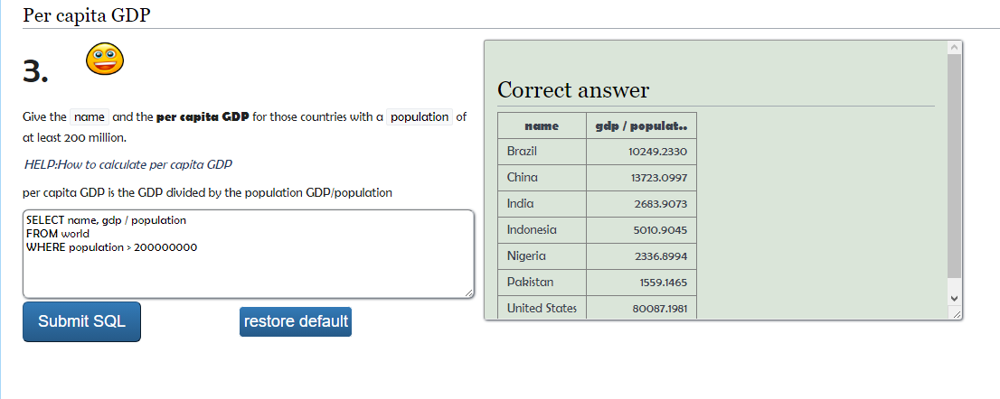 Per capita GDP
3.
Give the name and the per capita GDP for those countries with a population of
at least 200 million.
HELP:How to calculate per capita GDP
per capita GDP is the GDP divided by the population GDP/population
SELECT name, gdp / population
FROM world
WHERE population > 200000000
Submit SQL
restore default
Correct answer
name gdp / populat..
Brazil 10249.2330
China 13723.0997
India 2683.9073
Indonesia 5010.9045
Nigeria 2336.8994
Pakistan 1559.1465
United States 80087.1981